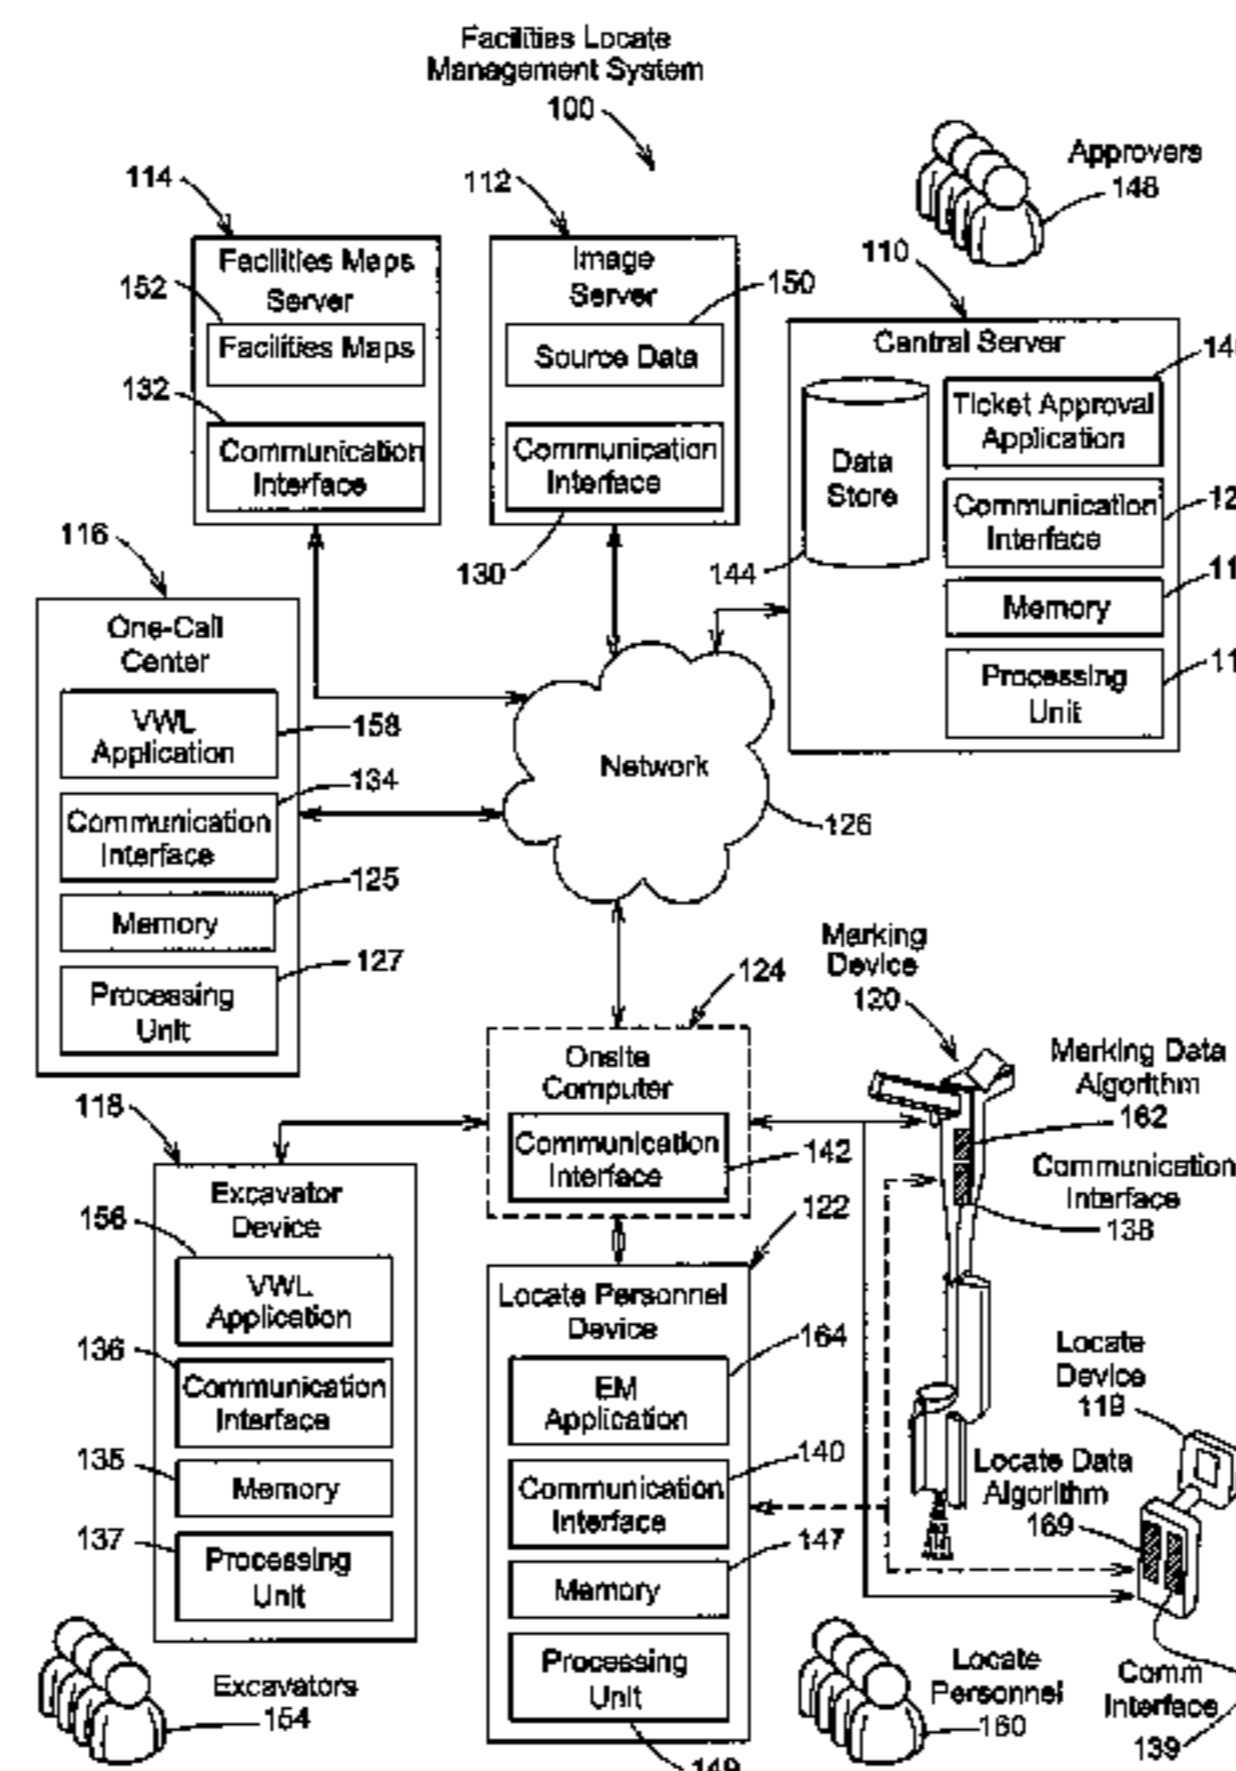 Facilities Locate
Management System
100
Approvers
148
114
112
110
Facilities Maps
Server
152
Facilities Maps
132
Communication
Interface
Image
Server
150
Source Data
Communication
Interface
130
Central Server
Ticket Approval
Application
Data
Store
Communication
Interface
144
Memory
Processing
Unit
116
One-Call
Center
VWL
Application
158
134
Communication
Interface
125
Memory
127
Processing
Unit
Network
126
124
Onsite
Computer
Communication
Interface
142
Marking
Device
120
Marking Data
Algorithm
162
Communication
Interface
138
118
Excavator
Device
156
VWL
Application
136
Communication
Interface
135
Memory
137
Processing
Unit
122
Locate Personnel
Device
164
EM
Application
140
Communication
Interface
147
Memory
Processing
Unit
149
Locate
Device
119
Locate Data
Algorithm
169
Excavators
154
Locate
Personnel
160
Comm
Interface
139